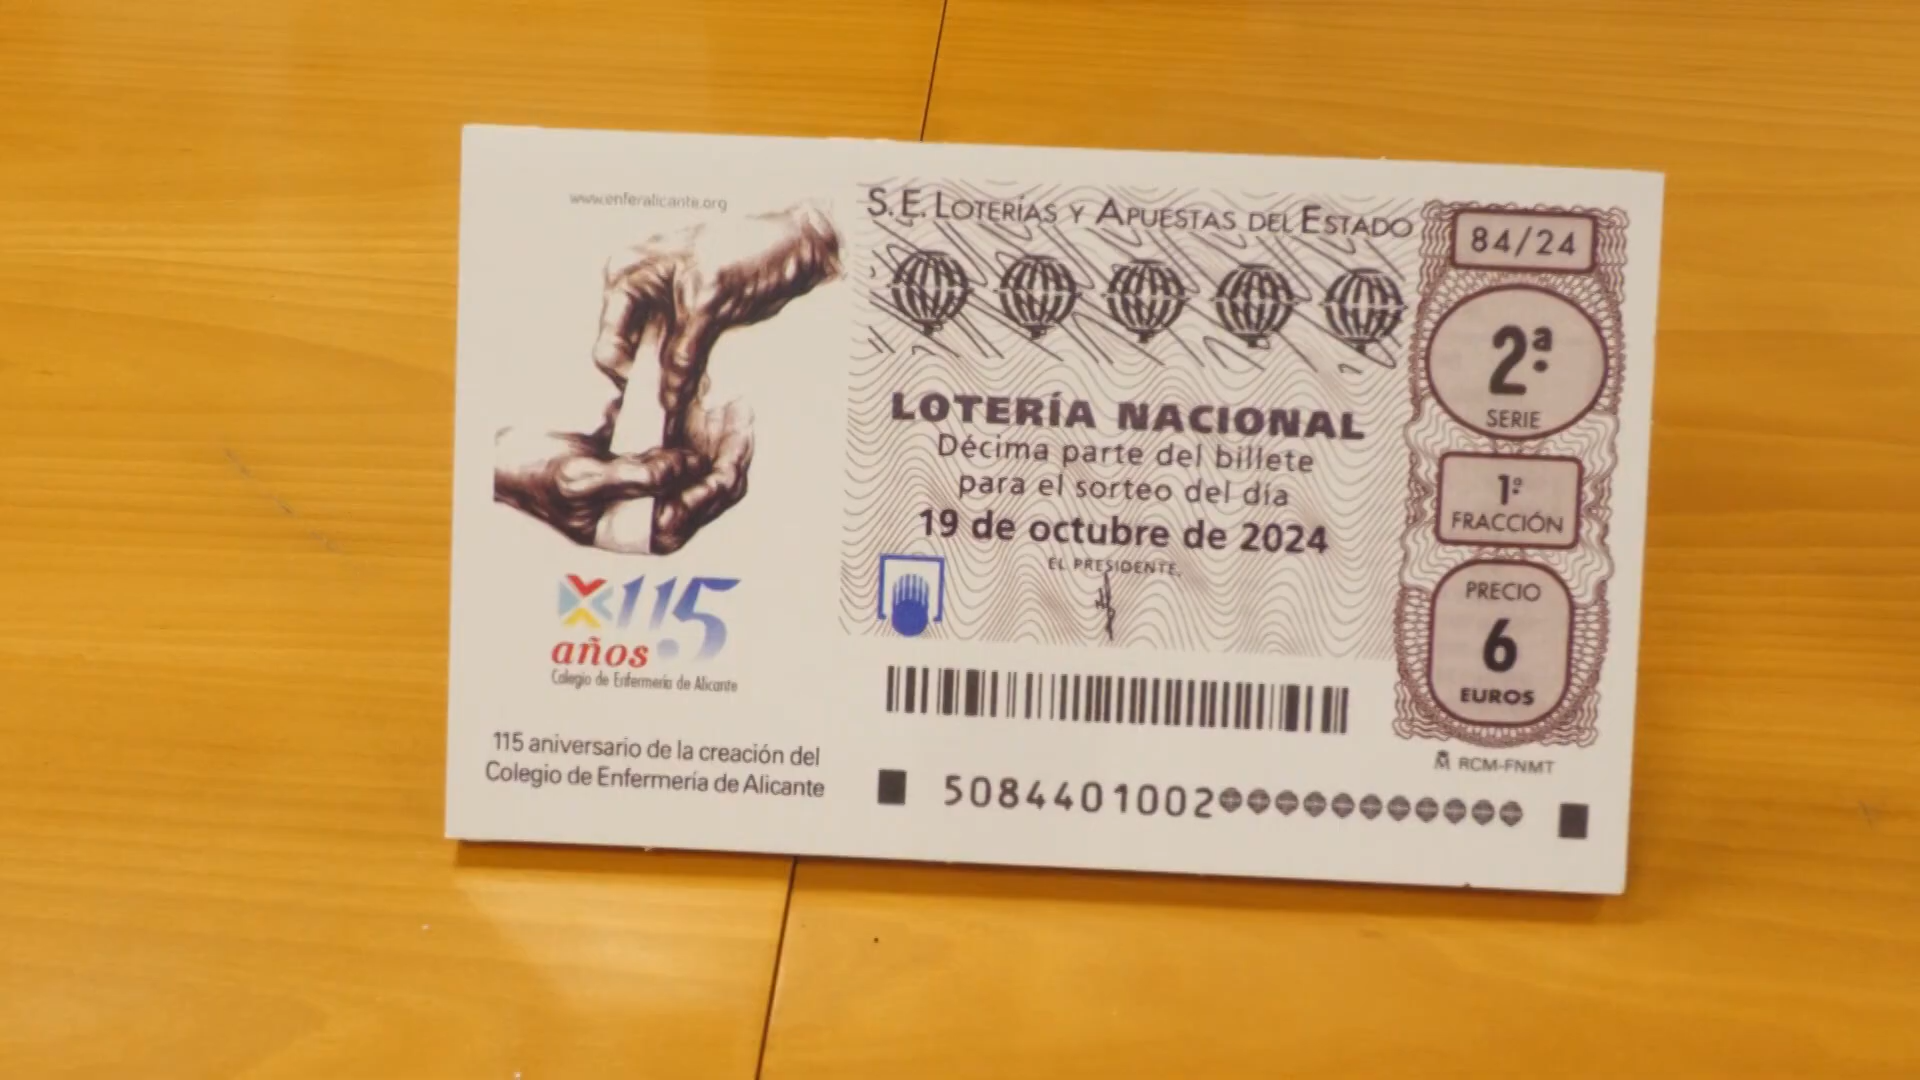 www.enferalicante.org
115
años
Colegio de Enfermería de Alicante
115 aniversario de la creación del
Colegio de Enfermería de Alicante
S.E. LOTERÍAS Y APUESTAS DEL ESTADO
LOTERÍA NACIONAL
Décima parte del billete
para el sorteo del día
19 de octubre de 2024
EL PRESIDENTE,
5084401002
84/24
2ª
SERIE
1ª
FRACCIÓN
PRECIO
6
EUROS
RCM-FNMT